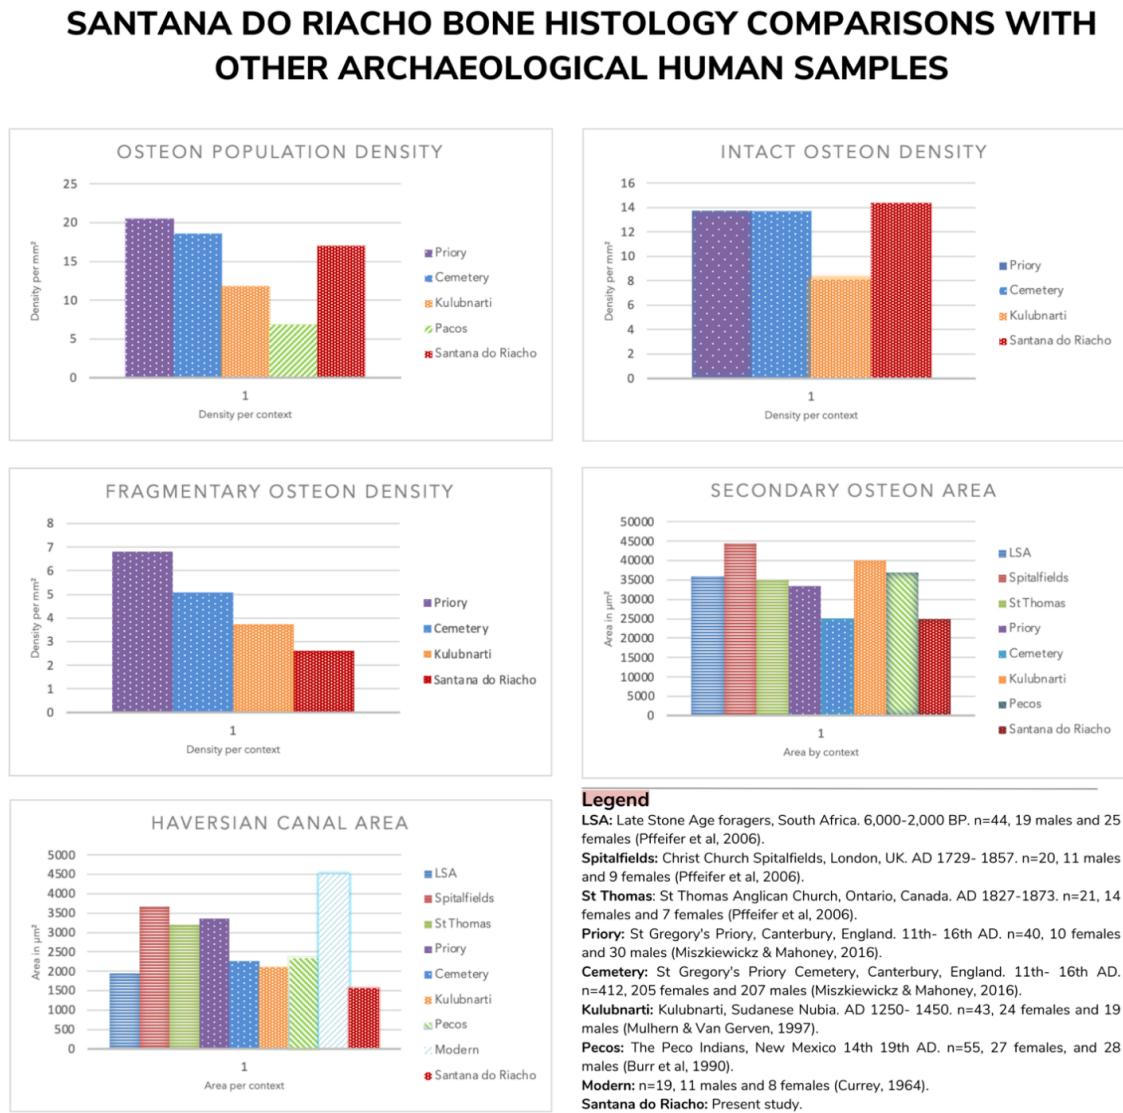 SANTANA DO RIACHO BONE HISTOLOGY COMPARISONS WITH
OTHER ARCHAEOLOGICAL HUMAN SAMPLES
OSTEON POPULATION DENSITY
25
20
15
10
5
0
Density per mm²
1
Density per context
Priory
Cemetery
Kulubnarti
Pacos
Santana do Riacho
INTACT OSTEON DENSITY
16
14
12
10
8
6
4
2
0
Density per mm²
1
Density per context
Priory
Cemetery
Kulubnarti
Santana do Riacho
FRAGMENTARY OSTEON DENSITY
8
7
6
5
4
3
2
1
0
Density per mm²
1
Density per context
Priory
Cemetery
Kulubnarti
Santana do Riacho
SECONDARY OSTEON AREA
50000
45000
40000
35000
30000
25000
20000
15000
10000
5000
0
Area in µm²
1
Area by context
LSA
Spitalfields
St Thomas
Priory
Cemetery
Kulubnarti
Pecos
Santana do Riacho
HAVERSIAN CANAL AREA
5000
4500
4000
3500
3000
2500
2000
1500
1000
500
0
Area in µm²
1
Area per context
LSA
Spitalfields
St Thomas
Priory
Cemetery
Kulubnarti
Pecos
Modern
Santana do Riacho
Legend
LSA: Late Stone Age foragers, South Africa. 6,000-2,000 BP. n=44, 19 males and 25
females (Pffeifer et al, 2006).
Spitalfields: Christ Church Spitalfields, London, UK. AD 1729- 1857. n=20, 11 males
and 9 females (Pffeifer et al, 2006).
St Thomas: St Thomas Anglican Church, Ontario, Canada. AD 1827-1873. n=21, 14
females and 7 females (Pffeifer et al, 2006).
Priory: St Gregory's Priory, Canterbury, England. 11th- 16th AD. n=40, 10 females
and 30 males (Miszkiewickz & Mahoney, 2016).
Cemetery: St Gregory's Priory Cemetery, Canterbury, England. 11th- 16th AD.
n=412, 205 females and 207 males (Miszkiewickz & Mahoney, 2016).
Kulubnarti: Kulubnarti, Sudanese Nubia. AD 1250- 1450. n=43, 24 females and 19
males (Mulhern & Van Gerven, 1997).
Pecos: The Peco Indians, New Mexico 14th 19th AD. n=55, 27 females, and 28
males (Burr et al, 1990).
Modern: n=19, 11 males and 8 females (Currey, 1964).
Santana do Riacho: Present study.